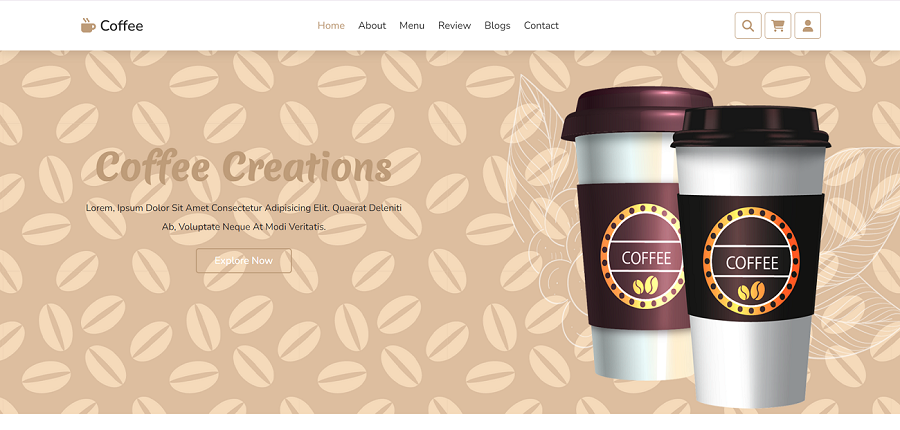 Coffee
Home About Menu Review Blogs Contact
Coffee Creations
Lorem, Ipsum Dolor Sit Amet Consectetur Adipisicing Elit. Quaerat Deleniti
Ab, Voluptate Neque At Modi Veritatis.
Explore Now
COFFEE
COFFEE